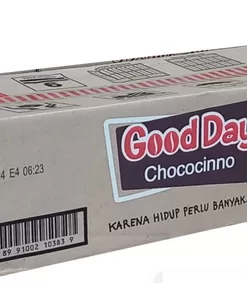 Good Day
Chococinno
4 E4 06:23
KARENA HIDUP PERLU BANYAK
89 91002 10383 9